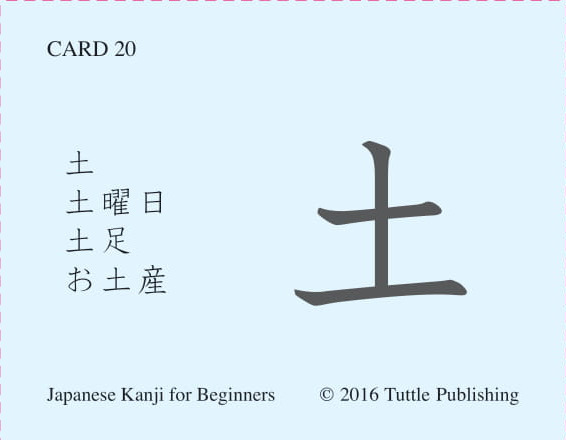 CARD 20
土
土曜日
土足
お土産
土
Japanese Kanji for Beginners © 2016 Tuttle Publishing